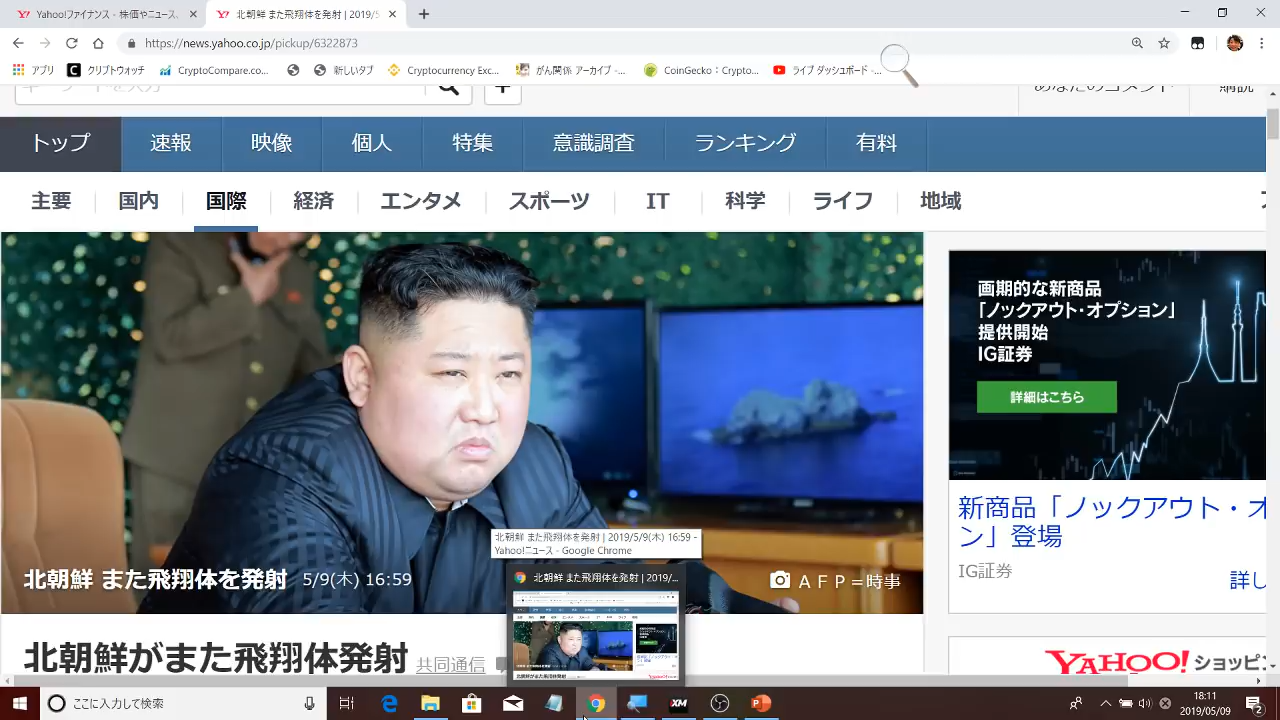 Yahoo!ファイナンス - 株価やニュース、
北朝鮮 また飛翔体を発射 | 2019/5
https://news.yahoo.co.jp/pickup/6322873
アプリ
クリプトウォッチ
CryptoCompare.co...
新しいタブ
Cryptocurrency Exc...
がん関係 アーカイブ -...
CoinGecko : Cryptoc...
ライブ ダッシュボード -...
トップ
速報
映像
個人
特集
意識調査
ランキング
有料
主要
国内
国際
経済
エンタメ
スポーツ
IT
科学
ライフ
地域
画期的な新商品
「ノックアウト・オプション」
提供開始
IG証券
詳細はこちら
新商品「ノックアウト・オ
ン」登場
IG証券
詳し
北朝鮮 また飛翔体を発射 | 2019/5/9(木) 16:59 -
Yahoo!ニュース - Google Chrome
北朝鮮 また飛翔体を発射 | 2019/...
北朝鮮 また飛翔体を発射 5/9(木) 16:59
ＡＦＰ＝時事
北朝鮮がまた飛翔体発射 共同通信
YAHOO! ショッピ
ここに入力して検索
XM
18:11
2019/05/09
2